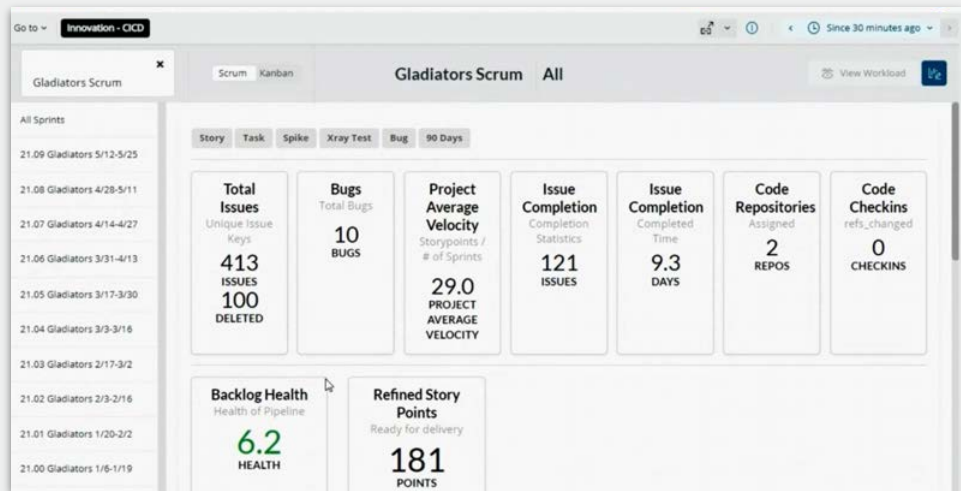 Go to
Innovation - CICD
Since 30 minutes ago
Gladiators Scrum
Scrum Kanban
Gladiators Scrum All
View Workload
All Sprints
21.09 Gladiators 5/12-5/25
21.08 Gladiators 4/28-5/11
21.07 Gladiators 4/14-4/27
21.06 Gladiators 3/31-4/13
21.05 Gladiators 3/17-3/30
21.04 Gladiators 3/3-3/16
21.03 Gladiators 2/17-3/2
21.02 Gladiators 2/3-2/16
21.01 Gladiators 1/20-2/2
21.00 Gladiators 1/6-1/19
Story Task Spike Xray Test Bug 90 Days
Total
Issues
Unique Issue
Keys
413
ISSUES
100
DELETED
Bugs
Total Bugs
10
BUGS
Project
Average
Velocity
Storypoints /
# of Sprints
29.0
PROJECT
AVERAGE
VELOCITY
Issue
Completion
Completion
Statistics
121
ISSUES
Issue
Completion
Completed
Time
9.3
DAYS
Code
Repositories
Assigned
2
REPOS
Code
Checkins
refs_changed
0
CHECKINS
Backlog Health
Health of Pipeline
6.2
HEALTH
Refined Story
Points
Ready for delivery
181
POINTS